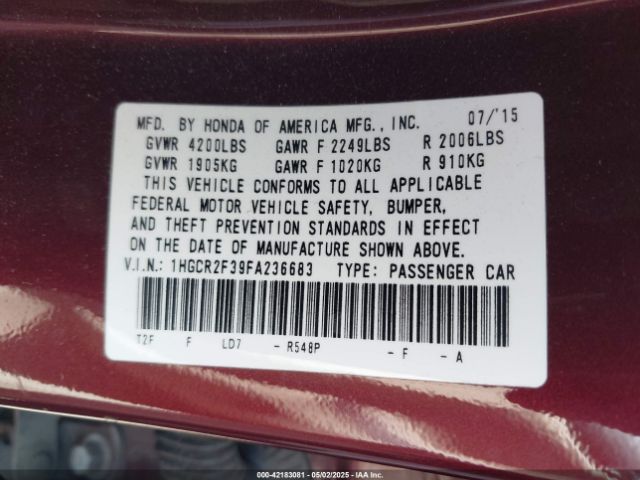 MFD. BY HONDA OF AMERICA MFG., INC. 07/'15
GVWR 4200LBS GAWR F 2249LBS R 2006LBS
GVWR 1905KG GAWR F 1020KG R 910KG
THIS VEHICLE CONFORMS TO ALL APPLICABLE
FEDERAL MOTOR VEHICLE SAFETY, BUMPER,
AND THEFT PREVENTION STANDARDS IN EFFECT
ON THE DATE OF MANUFACTURE SHOWN ABOVE.
V.I.N.: 1HGCR2F39FA236683 TYPE: PASSENGER CAR
T2F F LD7 - R548P - F - A
000-42183081 - 05/02/2025 - IAAI.COM